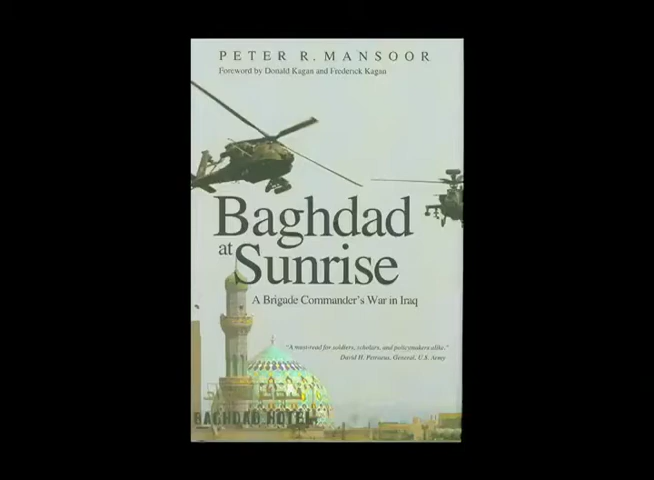 PETER R. MANSOOR
Foreword by Donald Kagan and Frederick Kagan
Baghdad
at Sunrise
A Brigade Commander's War in Iraq
"A must-read for soldiers, scholars, and policymakers alike."
David H. Petraeus, General, U.S. Army
BAGHDAD HOTEL